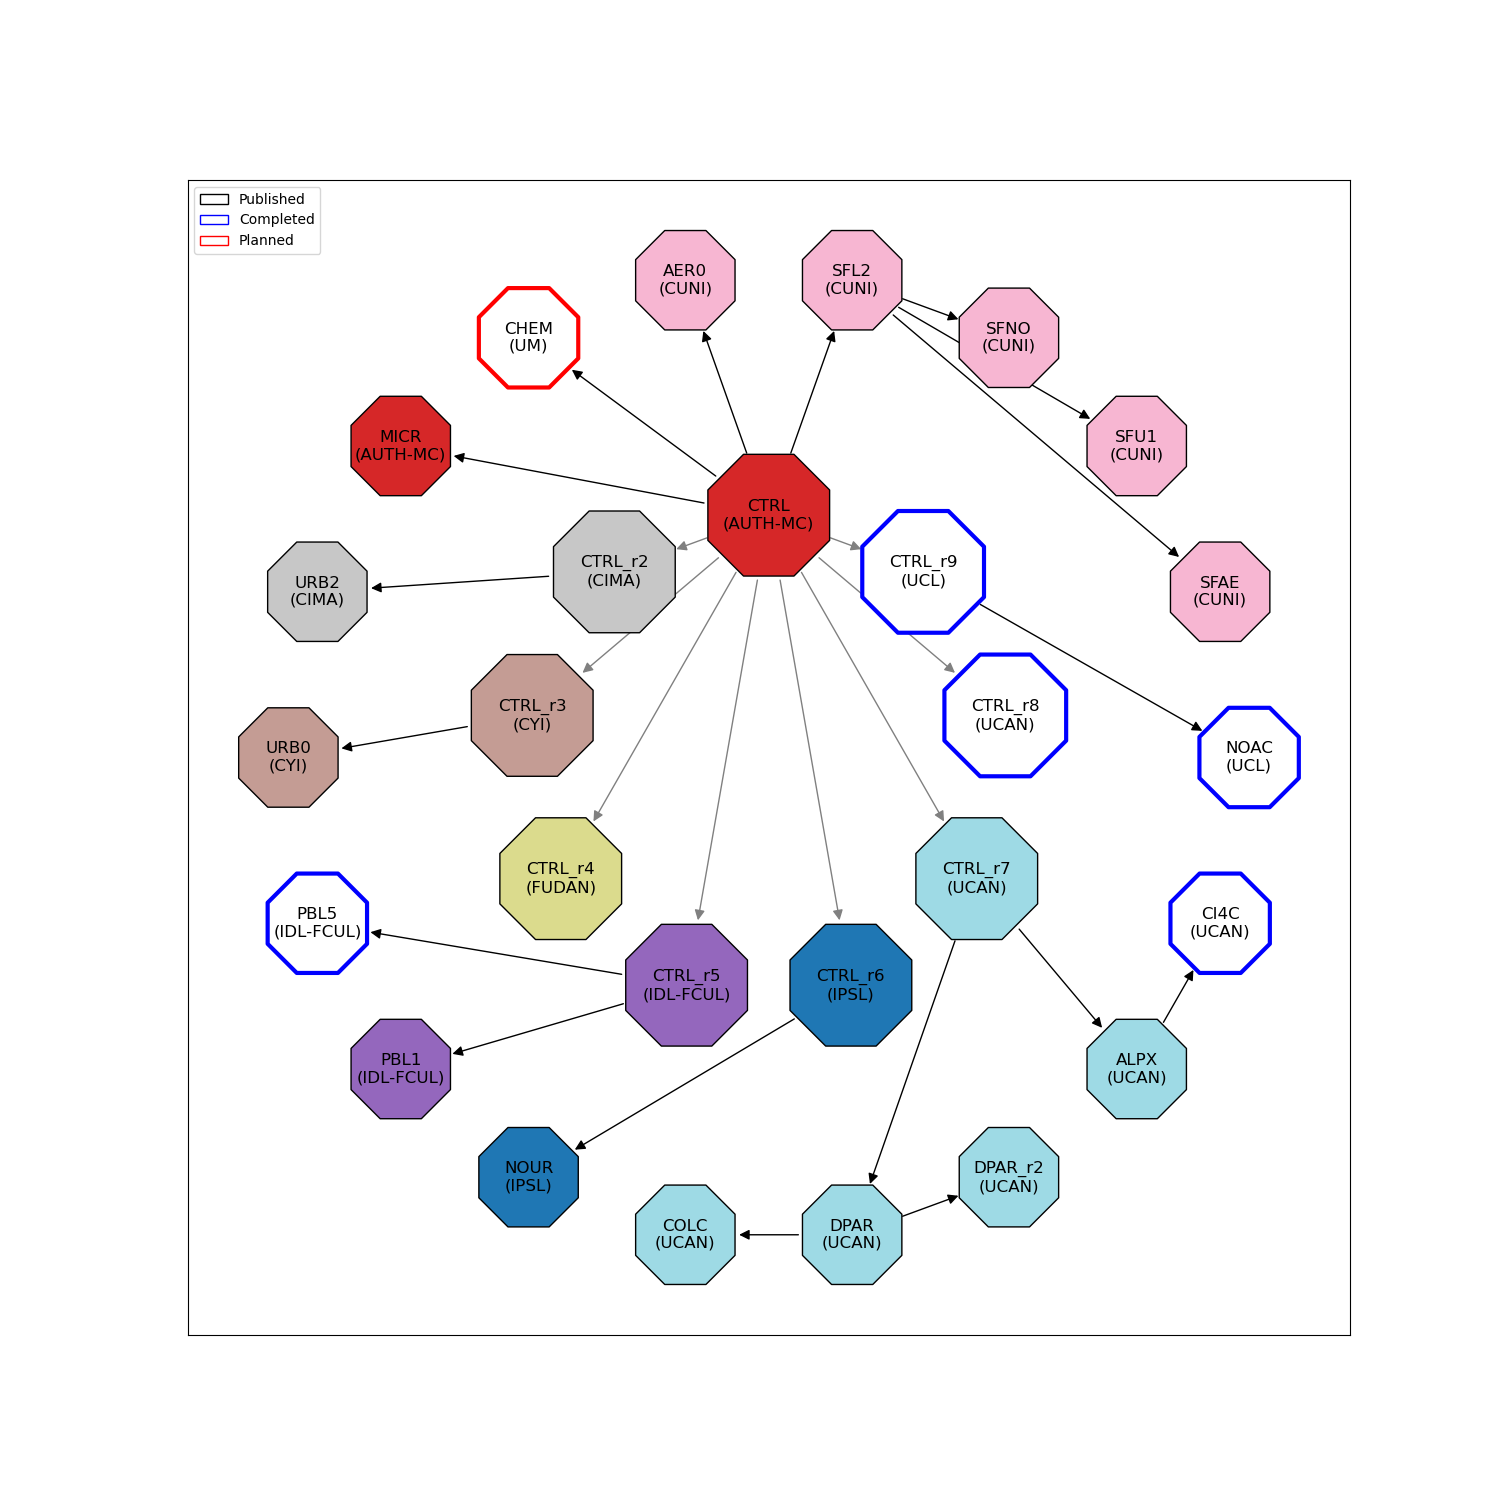 Published
Completed
Planned
AER0
(CUNI)
SFL2
(CUNI)
CHEM
(UM)
SFNO
(CUNI)
MICR
(AUTH-MC)
SFU1
(CUNI)
CTRL
(AUTH-MC)
CTRL_r2
(CIMA)
CTRL_r9
(UCL)
URB2
(CIMA)
SFAE
(CUNI)
CTRL_r3
(CYI)
CTRL_r8
(UCAN)
URB0
(CYI)
NOAC
(UCL)
CTRL_r4
(FUDAN)
CTRL_r7
(UCAN)
PBL5
(IDL-FCUL)
CI4C
(UCAN)
CTRL_r5
(IDL-FCUL)
CTRL_r6
(IPSL)
PBL1
(IDL-FCUL)
ALPX
(UCAN)
NOUR
(IPSL)
DPAR_r2
(UCAN)
COLC
(UCAN)
DPAR
(UCAN)